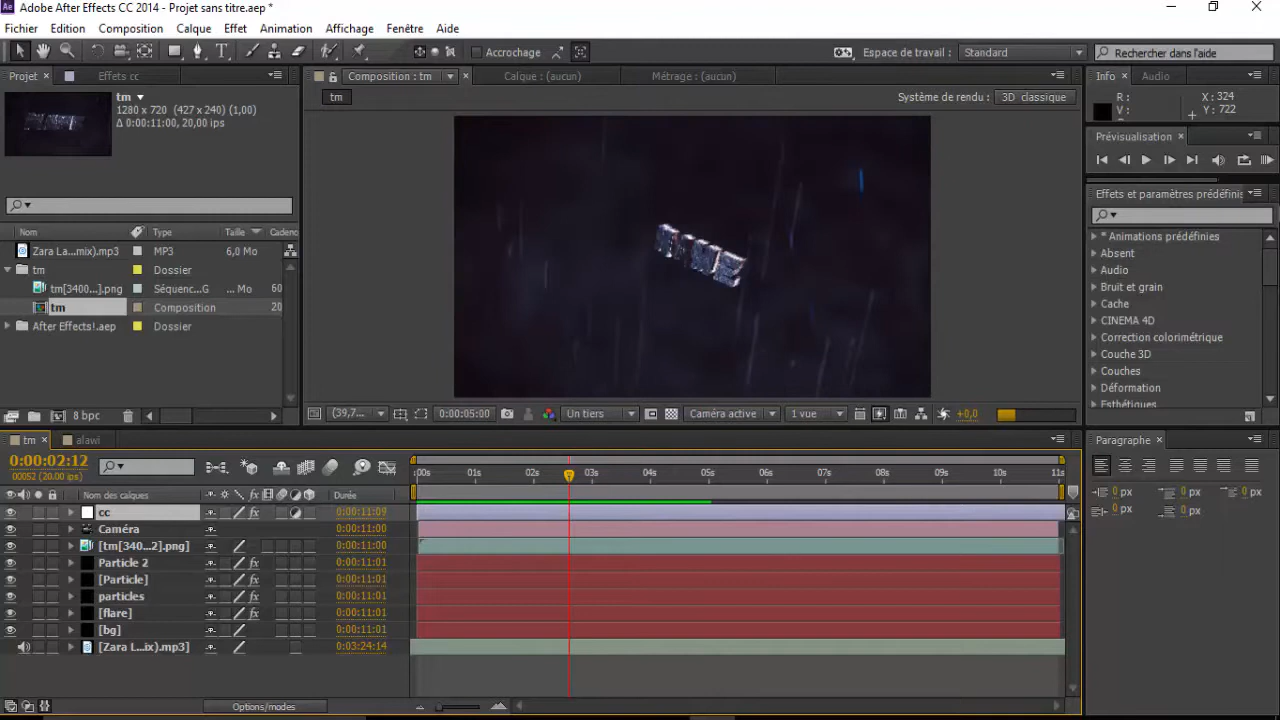 Adobe After Effects CC 2014 - Projet sans titre.aep *
Fichier Edition Composition Calque Effet Animation Affichage Fenêtre Aide
Accrochage
Espace de travail : Standard
Rechercher dans l'aide
Projet Effets cc
Composition : tm Calque : (aucun) Métrage : (aucun)
Info Audio
tm
1280 x 720 (427 x 240) (1,00)
Δ 0:00:11:00, 20,00 ips
tm
Système de rendu : 3D classique
R : X : 324
V : Y : 722
Prévisualisation
Effets et paramètres prédéfinis
Nom Type Taille Cadenc
Zara La...mix).mp3 MP3 6,0 Mo
tm Dossier
tm[3400...].png Séquenc...G ... Mo 60
tm Composition 20
After Effects!.aep Dossier
* Animations prédéfinies
Absent
Audio
Bruit et grain
Cache
CINEMA 4D
Correction colorimétrique
Couche 3D
Couches
Déformation
Esthétiques
8 bpc
(39,7... 0:00:05:00 Un tiers Caméra active 1 vue +0,0
tm alawi
Paragraphe
0:00:02:12
00052 (20.00 ips)
:00s 01s 02s 03s 04s 05s 06s 07s 08s 09s 10s 11s
Nom des calques Durée
cc 0:00:11:09
Caméra 0:00:11:00
[tm[340...2].png] 0:00:11:00
Particle 2 0:00:11:01
[Particle] 0:00:11:01
particles 0:00:11:01
[flare] 0:00:11:01
[bg] 0:00:11:01
[Zara L...ix).mp3] 0:03:24:14
0 px 0 px 0 px
0 px 0 px
Options/modes